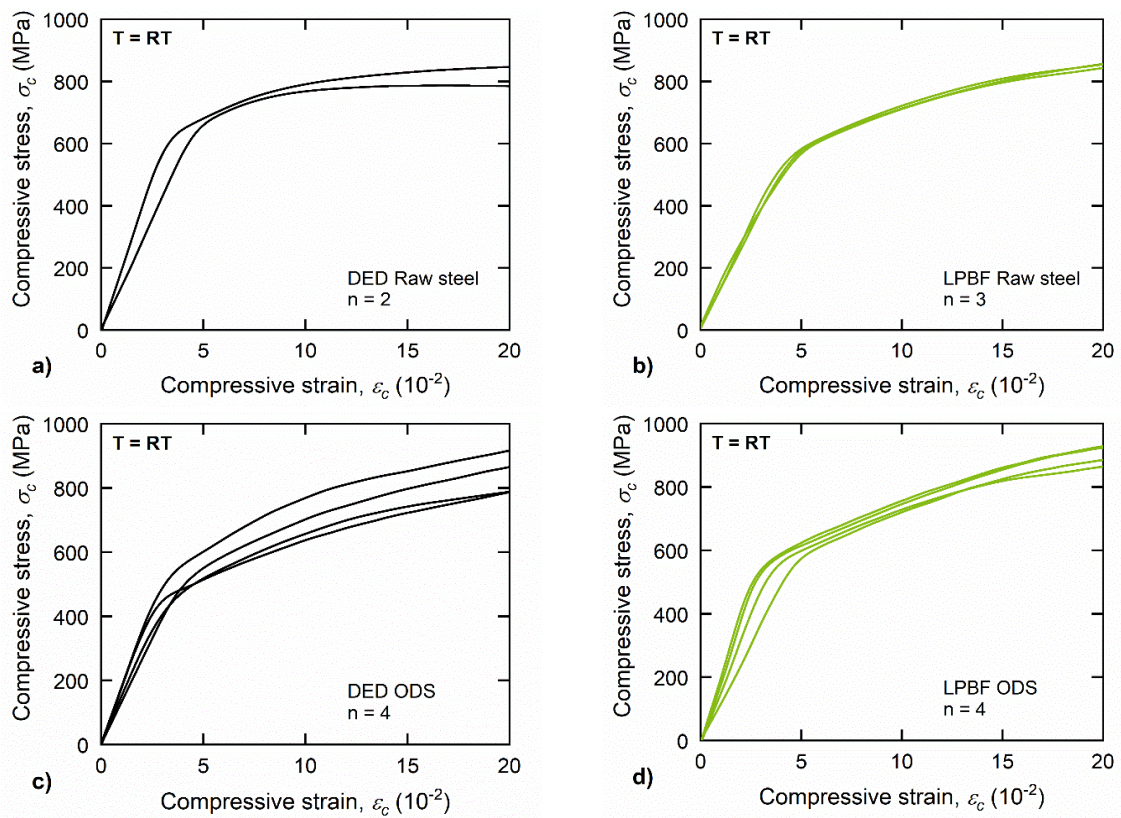 Compressive stress, σc (MPa)
1000
800
600
400
200
0
T = RT
DED Raw steel
n = 2
0 5 10 15 20
a)
Compressive strain, εc (10-2)
Compressive stress, σc (MPa)
1000
800
600
400
200
0
T = RT
LPBF Raw steel
n = 3
0 5 10 15 20
b)
Compressive strain, εc (10-2)
Compressive stress, σc (MPa)
1000
800
600
400
200
0
T = RT
DED ODS
n = 4
0 5 10 15 20
c)
Compressive strain, εc (10-2)
Compressive stress, σc (MPa)
1000
800
600
400
200
0
T = RT
LPBF ODS
n = 4
0 5 10 15 20
d)
Compressive strain, εc (10-2)